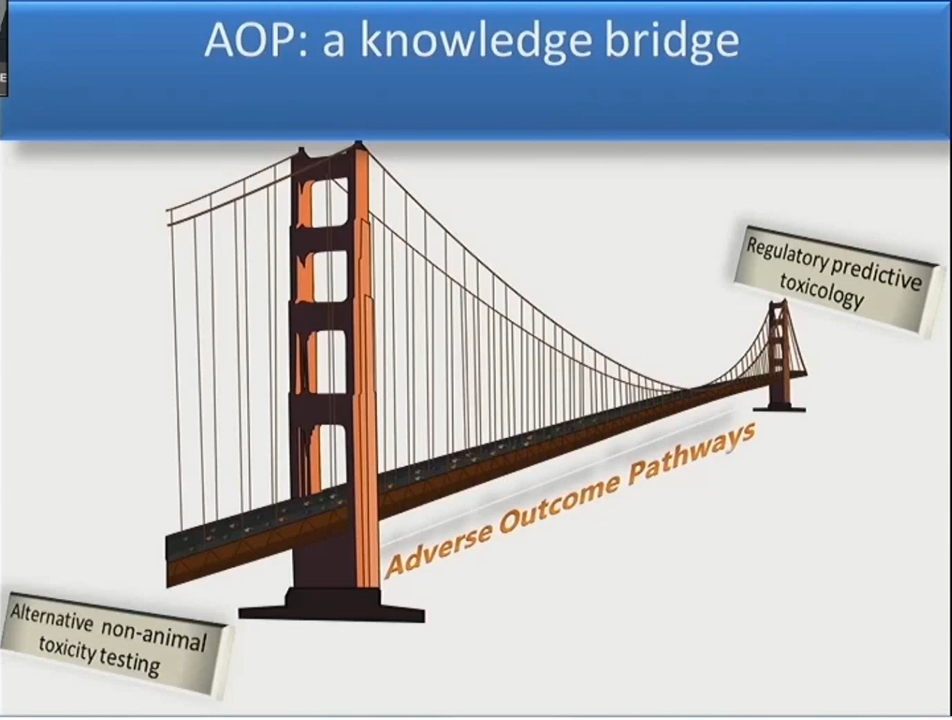 AOP: a knowledge bridge
Regulatory predictive
toxicology
Adverse Outcome Pathways
Alternative non-animal
toxicity testing